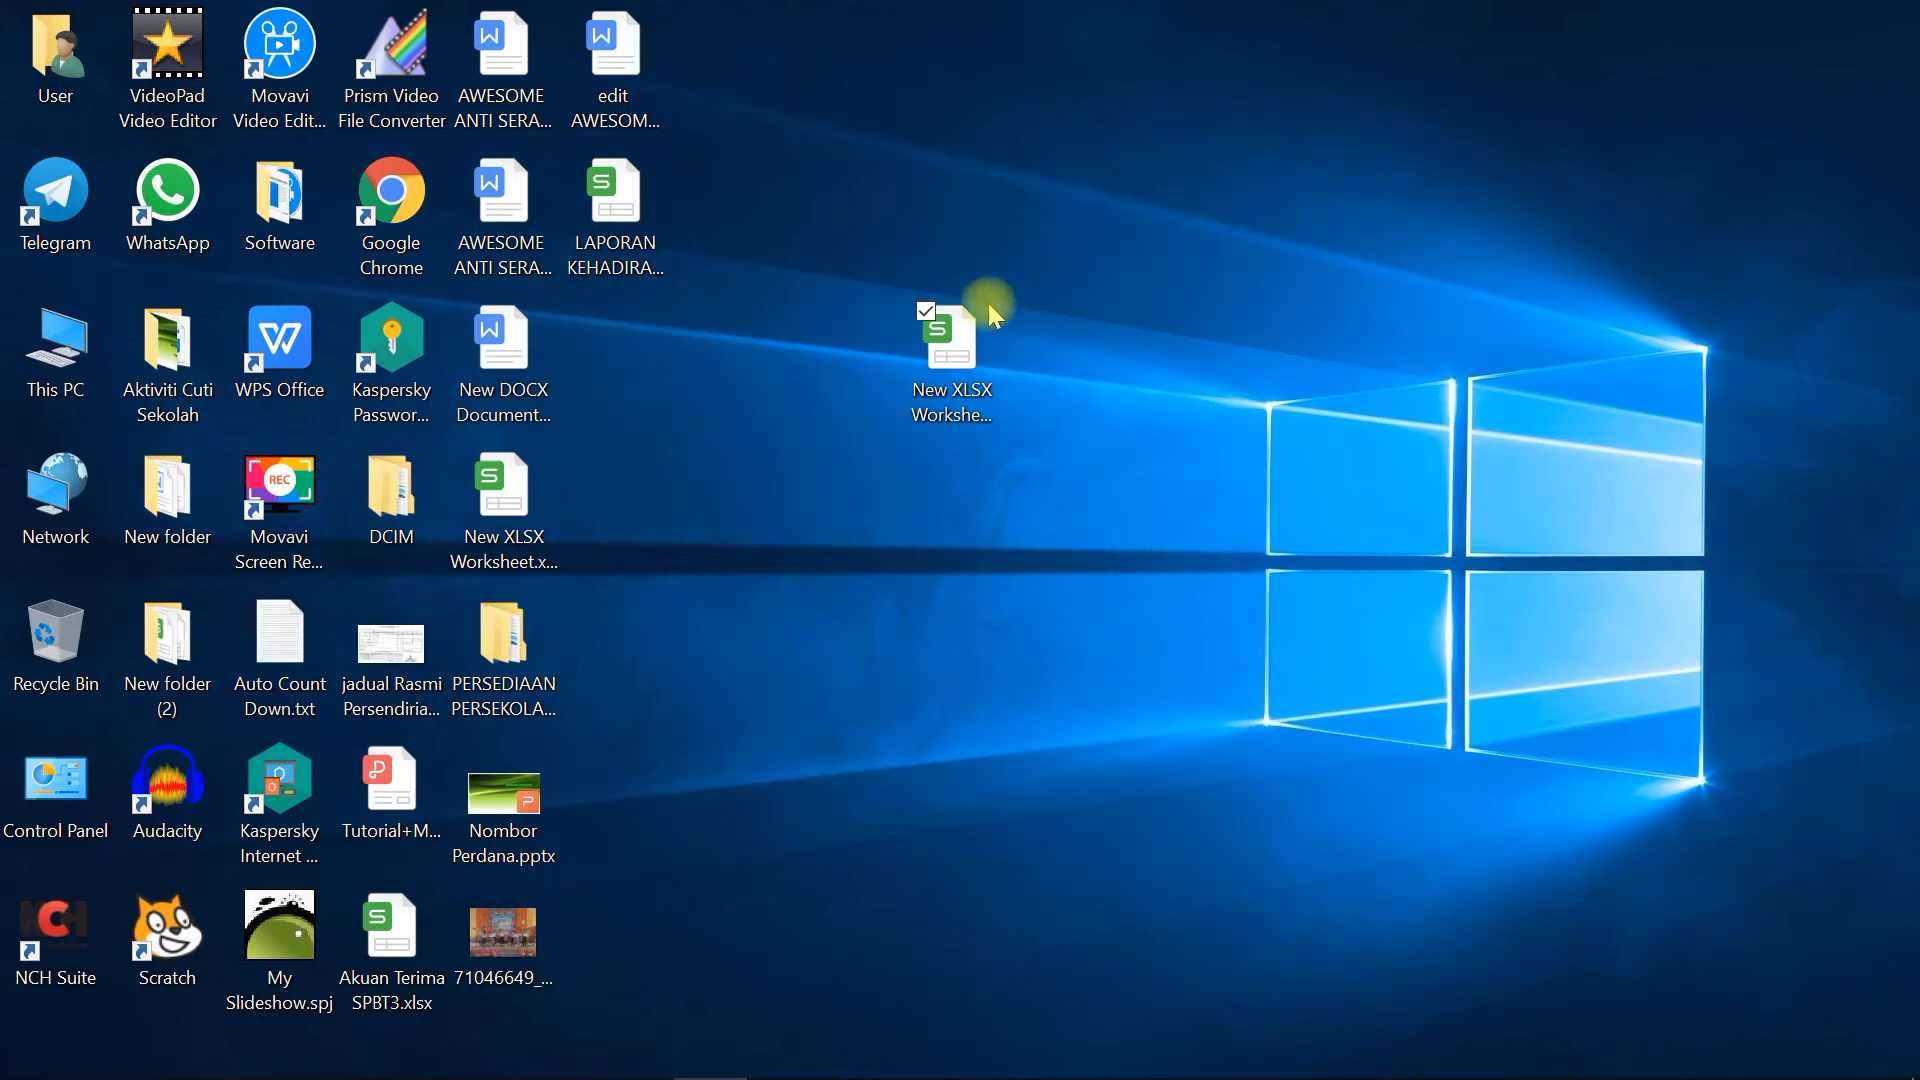 User
VideoPad
Video Editor
Movavi
Video Edit...
Prism Video
File Converter
AWESOME
ANTI SERA...
edit
AWESOM...
Telegram
WhatsApp
Software
Google
Chrome
AWESOME
ANTI SERA...
LAPORAN
KEHADIRA...
This PC
Aktiviti Cuti
Sekolah
WPS Office
Kaspersky
Passwor...
New DOCX
Document...
New XLSX
Workshe...
Network
New folder
REC
Movavi
Screen Re...
DCIM
New XLSX
Worksheet.x...
Recycle Bin
New folder
(2)
Auto Count
Down.txt
jadual Rasmi
Persendiria...
PERSEDIAAN
PERSEKOLA...
Control Panel
Audacity
Kaspersky
Internet ...
Tutorial+M...
Nombor
Perdana.pptx
NCH
NCH Suite
Scratch
My
Slideshow.spj
Akuan Terima
SPBT3.xlsx
71046649_...